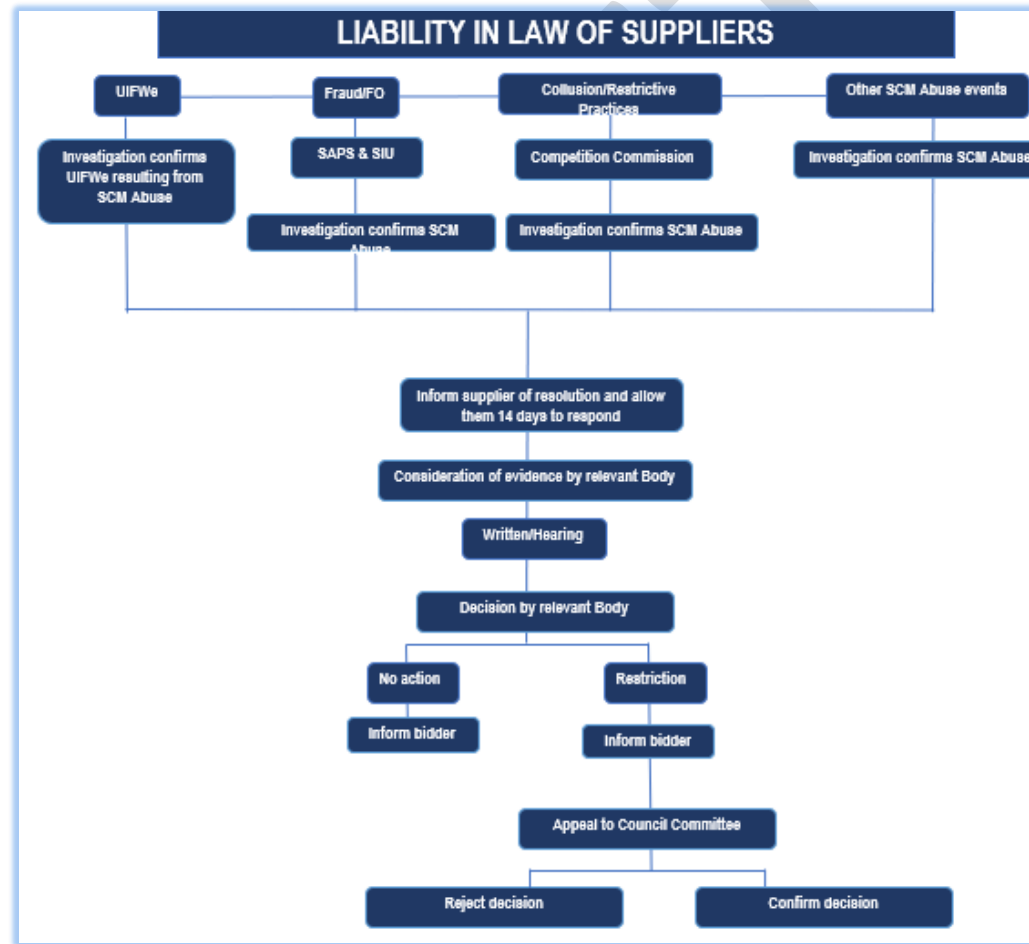 LIABILITY IN LAW OF SUPPLIERS
UIFWe
Fraud/FO
Collusion/Restrictive
Practices
Other SCM Abuse events
Investigation confirms
UIFWe resulting from
SCM Abuse
SAPS & SIU
Competition Commission
Investigation confirms SCM Abuse
Investigation confirms SCM
Abuse
Investigation confirms SCM Abuse
Inform supplier of resolution and allow
them 14 days to respond
Consideration of evidence by relevant Body
Written/Hearing
Decision by relevant Body
No action
Restriction
Inform bidder
Inform bidder
Appeal to Council Committee
Reject decision
Confirm decision